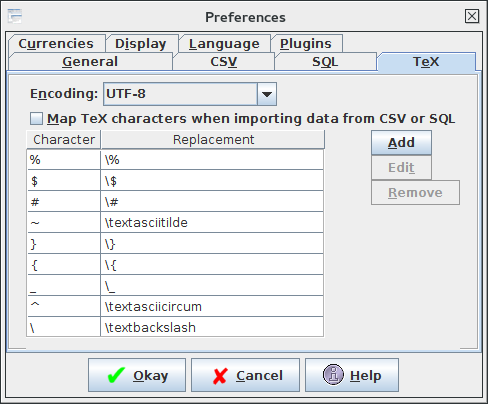 Preferences
Currencies Display Language Plugins
General CSV SQL TeX
Encoding: UTF-8
Map TeX characters when importing data from CSV or SQL
Character Replacement
% \%
$ \$
# \#
~ \textasciitilde
} \}
{ \{
_ \_
^ \textasciicircum
\ \textbackslash
Add
Edit
Remove
Okay Cancel Help